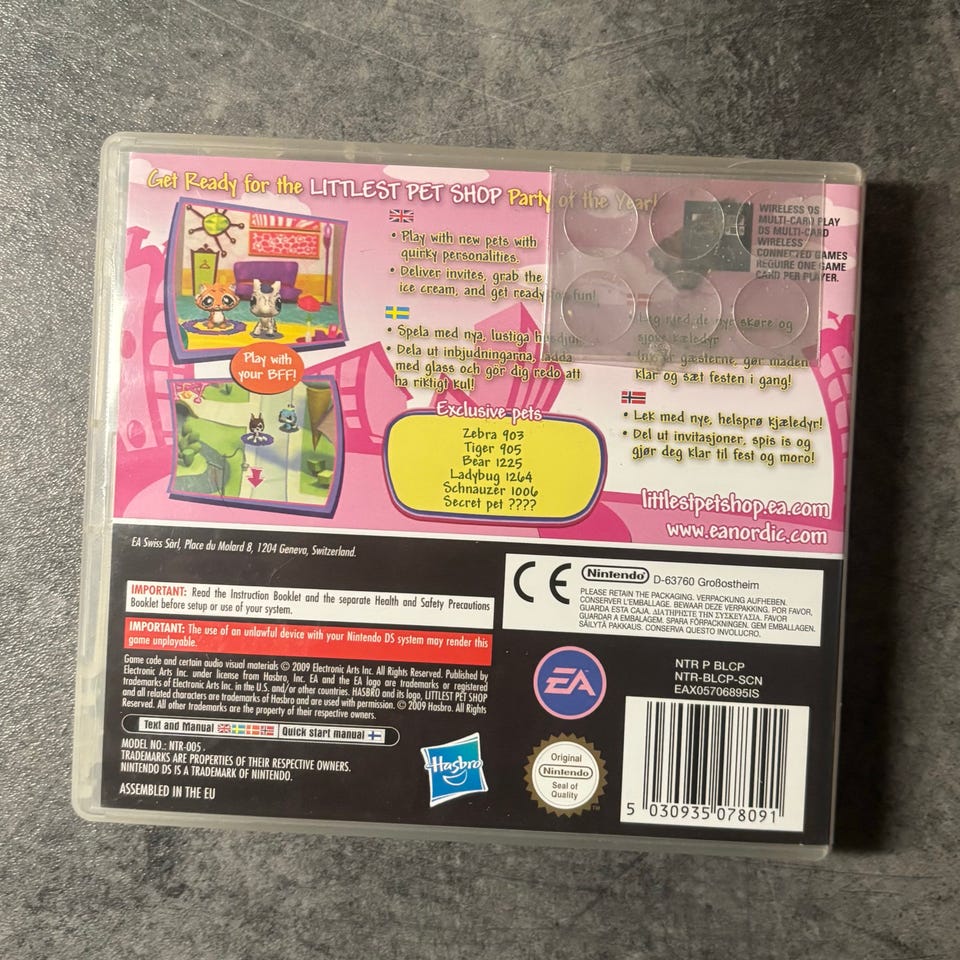 Get Ready for the LITTLEST PET SHOP Party of the Year!
• Play with new pets with
quirky personalities.
• Deliver invites, grab the
ice cream, and get ready for fun!
• Spela med nya, lustiga husdjur!
• Dela ut inbjudningarna, ladda
med glass och gör dig redo att
ha riktigt kul!
Play with
your BFF!
WIRELESS DS
MULTI-CARD PLAY
DS MULTI-CARD
WIRELESS
CONNECTED GAMES
REQUIRE ONE GAME
CARD PER PLAYER.
• Leg med de nye skøre og
sjove kæledyr
gæsterne, gør maden
klar og sæt festen i gang!
• Lek med nye, helsprø kjæledyr!
• Del ut invitasjoner, spis is og
gjør deg klar til fest og moro!
Exclusive pets
Zebra 903
Tiger 905
Bear 1225
Ladybug 1264
Schnauzer 1006
Secret pet ????
littlestpetshop.ea.com
www.eanordic.com
EA Swiss Sàrl, Place du Molard 8, 1204 Geneva, Switzerland.
IMPORTANT: Read the Instruction Booklet and the separate Health and Safety Precautions
Booklet before setup or use of your system.
IMPORTANT: The use of an unlawful device with your Nintendo DS system may render this
game unplayable.
Game code and certain audio visual materials © 2009 Electronic Arts Inc. All Rights Reserved. Published by
Electronic Arts Inc. under license from Hasbro, Inc. EA and the EA logo are trademarks or registered
trademarks of Electronic Arts Inc. in the U.S. and/or other countries. HASBRO and its logo, LITTLEST PET SHOP
and all related characters are trademarks of Hasbro and are used with permission. © 2009 Hasbro. All Rights
Reserved. All other trademarks are the property of their respective owners.
Text and Manual Quick start manual
MODEL NO.: NTR-005
TRADEMARKS ARE PROPERTIES OF THEIR RESPECTIVE OWNERS.
NINTENDO DS IS A TRADEMARK OF NINTENDO.
ASSEMBLED IN THE EU
Hasbro
CE Nintendo D-63760 Großostheim
PLEASE RETAIN THE PACKAGING. VERPACKUNG AUFHEBEN.
CONSERVER L'EMBALLAGE. BEWAAR DEZE VERPAKKING. POR FAVOR,
GUARDA ESTA CAJA. ΔΙΑΤΗΡΗΣΤΕ ΤΗΝ ΣΥΣΚΕΥΑΣΙΑ. FAVOR
GUARDAR A EMBALAGEM. SPARA FÖRPACKNINGEN. GEM EMBALLAGEN.
SÄILYTÄ PAKKAUS. CONSERVA QUESTO INVOLUCRO.
EA
NTR P BLCP
NTR-BLCP-SCN
EAX05706895IS
Original
Nintendo
Seal of
Quality
TM
5 030935 078091